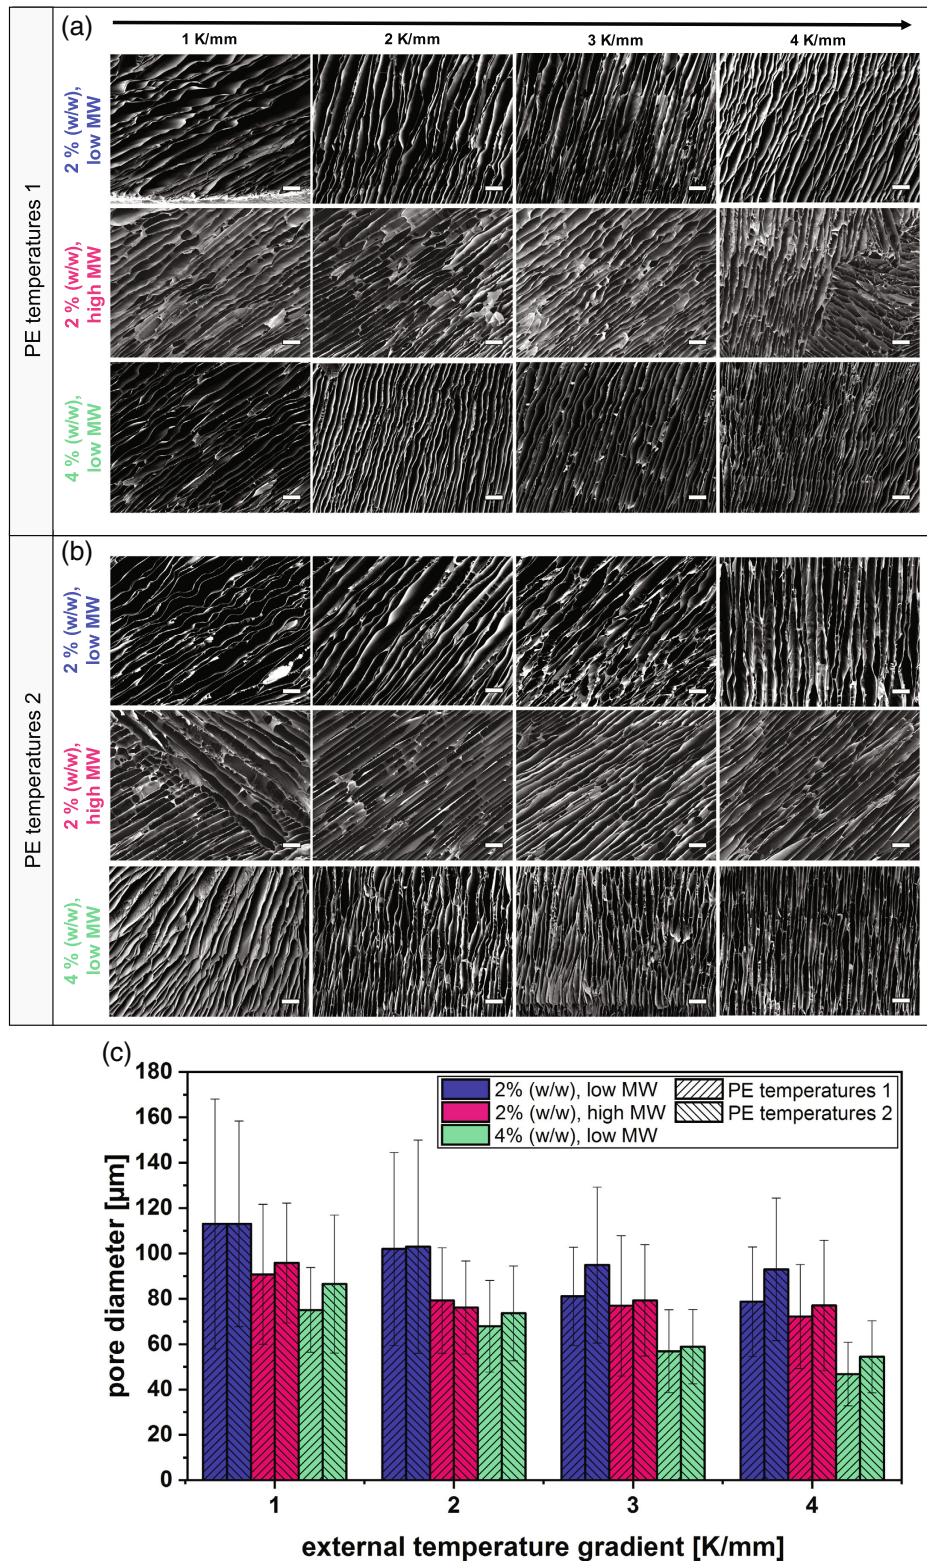 (a)
1 K/mm 2 K/mm 3 K/mm 4 K/mm
PE temperatures 1
2 % (w/w),
low MW
2 % (w/w),
high MW
4 % (w/w),
low MW
(b)
PE temperatures 2
2 % (w/w),
low MW
2 % (w/w),
high MW
4 % (w/w),
low MW
(c)
2% (w/w), low MW
2% (w/w), high MW
4% (w/w), low MW
PE temperatures 1
PE temperatures 2
pore diameter [µm]
180
160
140
120
100
80
60
40
20
0
1 2 3 4
external temperature gradient [K/mm]